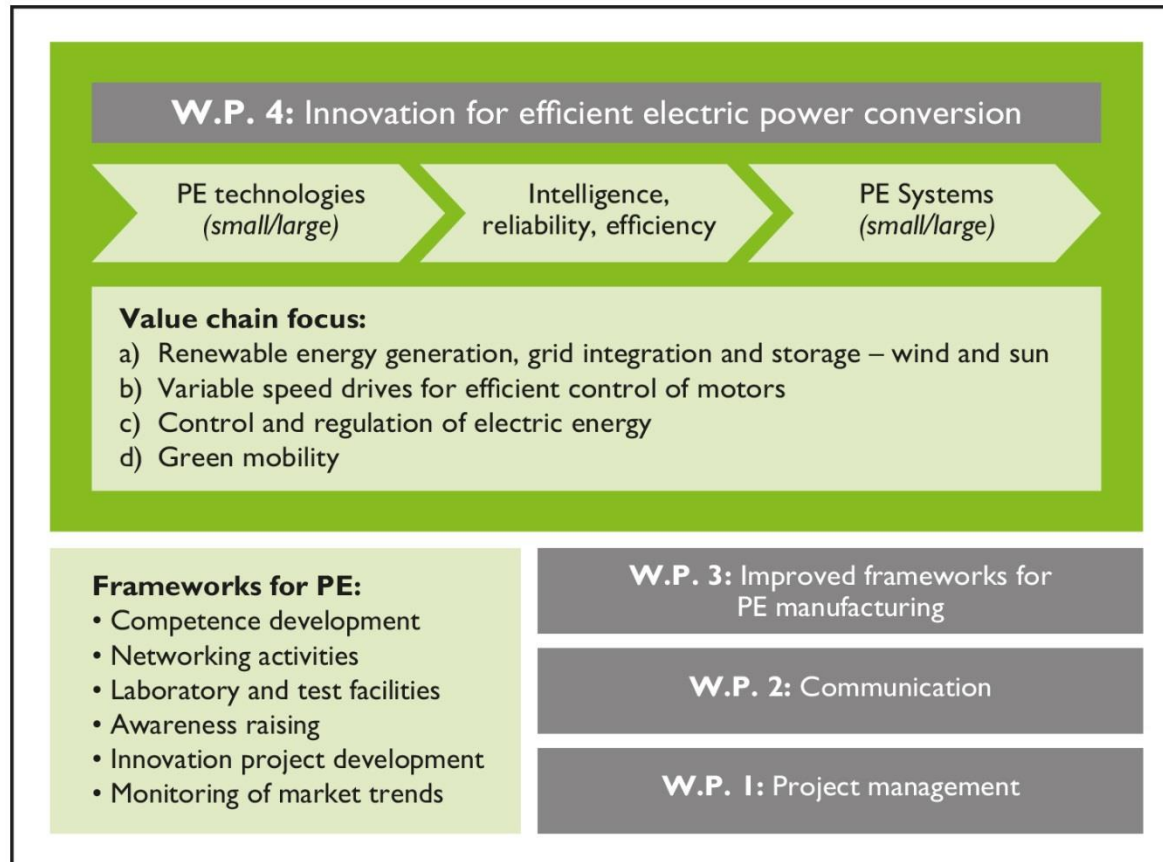 W.P. 4: Innovation for efficient electric power conversion
PE technologies
(small/large)
Intelligence,
reliability, efficiency
PE Systems
(small/large)
Value chain focus:
a) Renewable energy generation, grid integration and storage – wind and sun
b) Variable speed drives for efficient control of motors
c) Control and regulation of electric energy
d) Green mobility
Frameworks for PE:
• Competence development
• Networking activities
• Laboratory and test facilities
• Awareness raising
• Innovation project development
• Monitoring of market trends
W.P. 3: Improved frameworks for
PE manufacturing
W.P. 2: Communication
W.P. 1: Project management